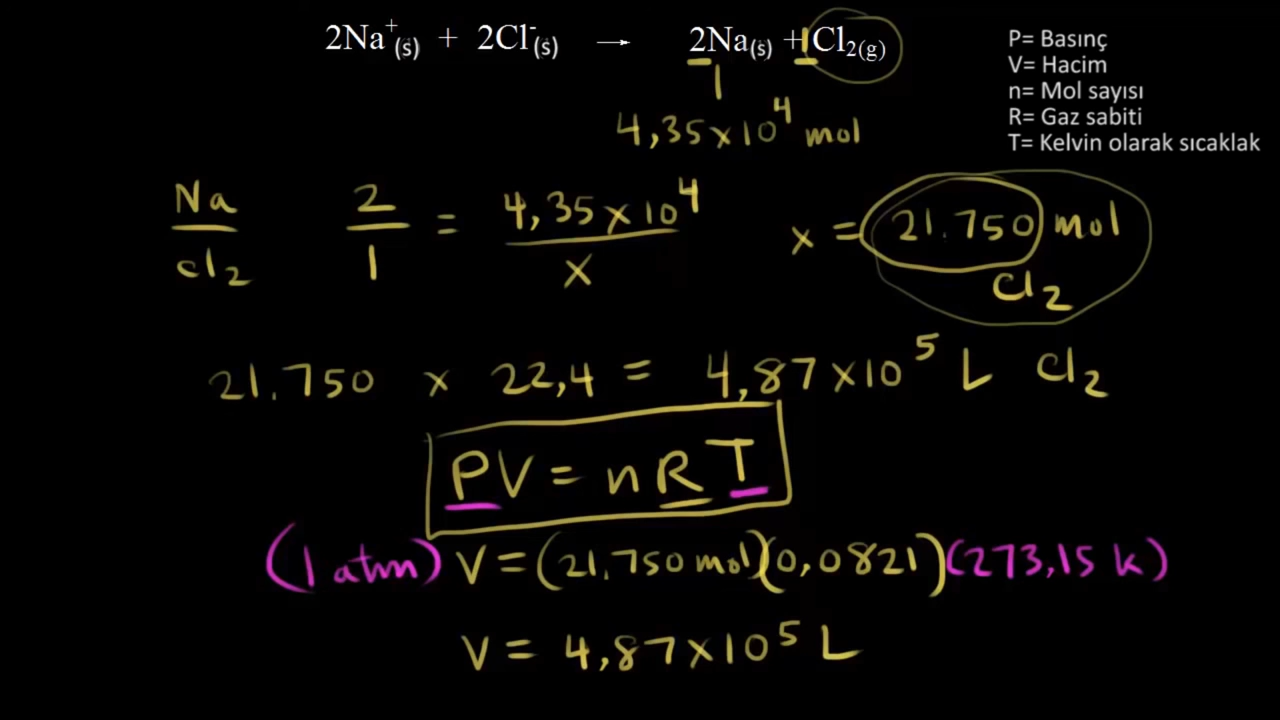 2Na⁺(s) + 2Cl⁻(s) → 2Na(s) + 1Cl2(g)
P= Basınç
V= Hacim
n= Mol sayısı
R= Gaz sabiti
T= Kelvin olarak sıcaklak
1
4,35x10⁴ mol
Na/Cl2 2/1 = 4,35x10⁴/x x = 21.750 mol Cl2
21.750 x 22,4 = 4,87x10⁵ L Cl2
PV = nRT
(1 atm) V = (21.750 mol)(0,0821)(273,15 k)
V = 4,87x10⁵ L